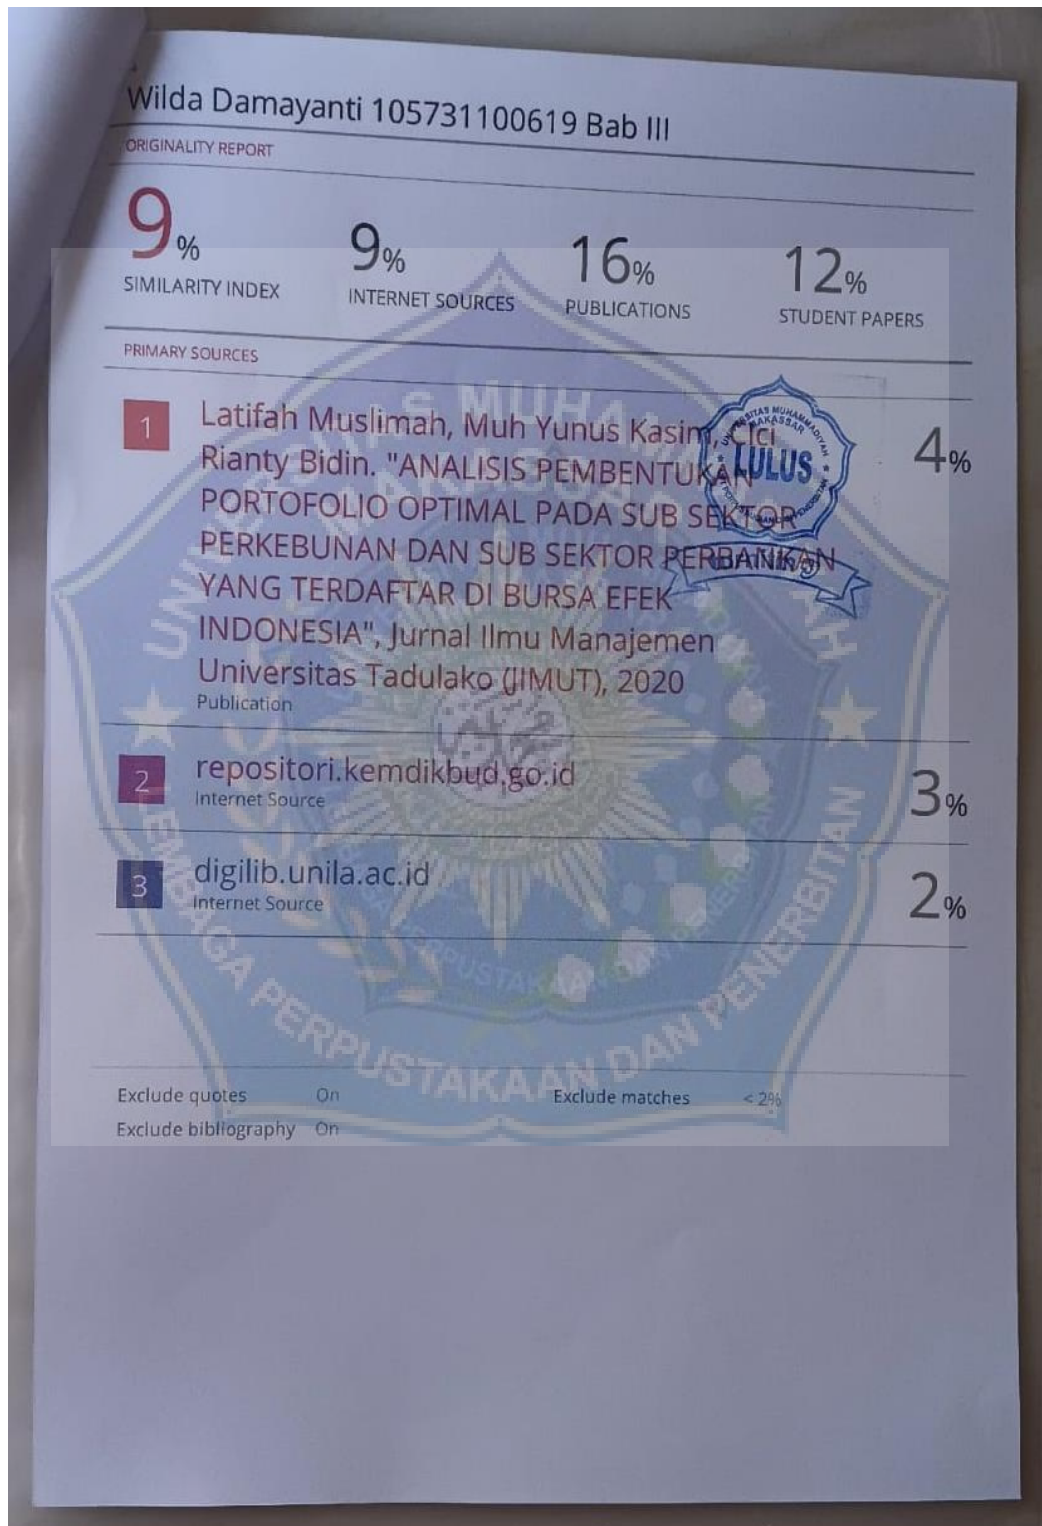 Wilda Damayanti 105731100619 Bab III
ORIGINALITY REPORT
9% 9% 16% 12%
SIMILARITY INDEX INTERNET SOURCES PUBLICATIONS STUDENT PAPERS
PRIMARY SOURCES
1 Latifah Muslimah, Muh Yunus Kasim, Cici 4%
Rianty Bidin. "ANALISIS PEMBENTUKAN
PORTOFOLIO OPTIMAL PADA SUB SEKTOR
PERKEBUNAN DAN SUB SEKTOR PERBANKAN
YANG TERDAFTAR DI BURSA EFEK
INDONESIA", Jurnal Ilmu Manajemen
Universitas Tadulako (JIMUT), 2020
Publication
UNIVERSITAS MUHAMMADIYAH
MAKASSAR
LULUS
turnitin
2 repositori.kemdikbud.go.id 3%
Internet Source
3 digilib.unila.ac.id 2%
Internet Source
LEMBAGA PERPUSTAKAAN DAN PENERBITAN
Exclude quotes On Exclude matches < 2%
Exclude bibliography On